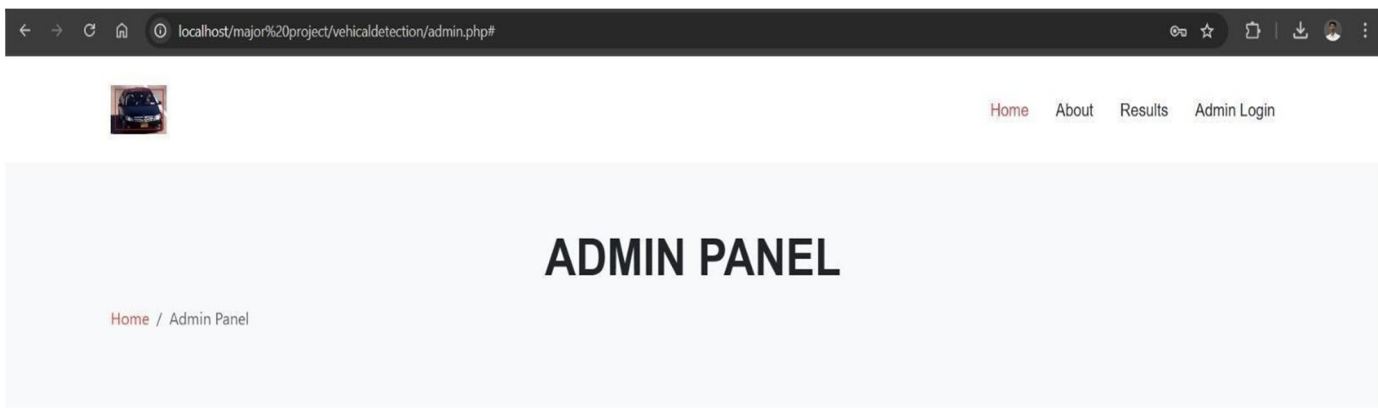 localhost/major%20project/vehicaldetection/admin.php#
Home About Results Admin Login
ADMIN PANEL
Home / Admin Panel